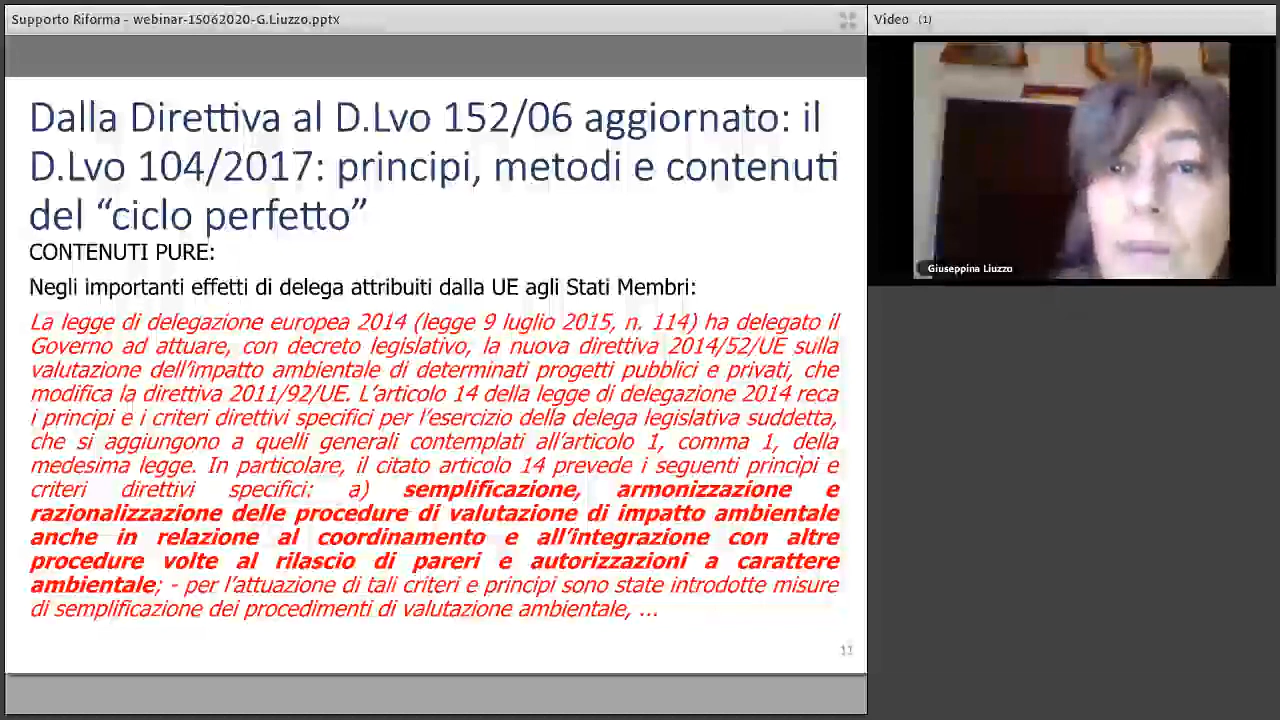 Supporto Riforma - webinar-15062020-G.Liuzzo.pptx
Video (1)
Dalla Direttiva al D.Lvo 152/06 aggiornato: il
D.Lvo 104/2017: principi, metodi e contenuti
del “ciclo perfetto”
CONTENUTI PURE:
Negli importanti effetti di delega attribuiti dalla UE agli Stati Membri:
La legge di delegazione europea 2014 (legge 9 luglio 2015, n. 114) ha delegato il
Governo ad attuare, con decreto legislativo, la nuova direttiva 2014/52/UE sulla
valutazione dell’impatto ambientale di determinati progetti pubblici e privati, che
modifica la direttiva 2011/92/UE. L’articolo 14 della legge di delegazione 2014 reca
i principi e i criteri direttivi specifici per l’esercizio della delega legislativa suddetta,
che si aggiungono a quelli generali contemplati all’articolo 1, comma 1, della
medesima legge. In particolare, il citato articolo 14 prevede i seguenti principi e
criteri direttivi specifici: a) semplificazione, armonizzazione e
razionalizzazione delle procedure di valutazione di impatto ambientale
anche in relazione al coordinamento e all’integrazione con altre
procedure volte al rilascio di pareri e autorizzazioni a carattere
ambientale; - per l’attuazione di tali criteri e principi sono state introdotte misure
di semplificazione dei procedimenti di valutazione ambientale, ...
11
Giuseppina Liuzzo